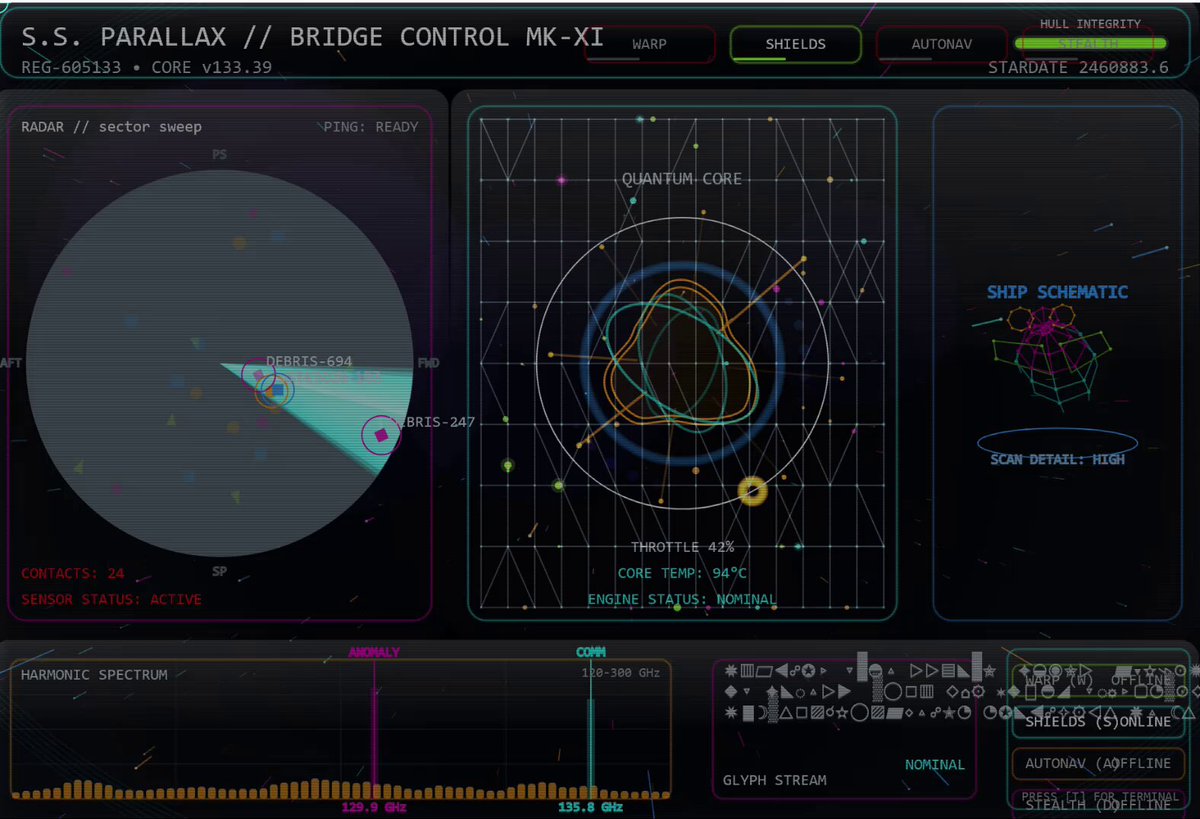 S.S. PARALLAX // BRIDGE CONTROL MK-XI
REG-605133 • CORE v133.39
WARP
SHIELDS
AUTONAV
HULL INTEGRITY
STEALTH
STARDATE 2460883.6
RADAR // sector sweep
PING: READY
PS
AFT
FWD
SP
DEBRIS-694
EBRIS-247
CONTACTS: 24
SENSOR STATUS: ACTIVE
QUANTUM CORE
THROTTLE 42%
CORE TEMP: 94°C
ENGINE STATUS: NOMINAL
SHIP SCHEMATIC
SCAN DETAIL: HIGH
HARMONIC SPECTRUM
ANOMALY
COMM
120-300 GHz
129.9 GHz
135.8 GHz
NOMINAL
GLYPH STREAM
WARP (W) OFFLINE
SHIELDS (S)ONLINE
AUTONAV (A)OFFLINE
PRESS [T] FOR TERMINAL
STEALTH (D)OFFLINE